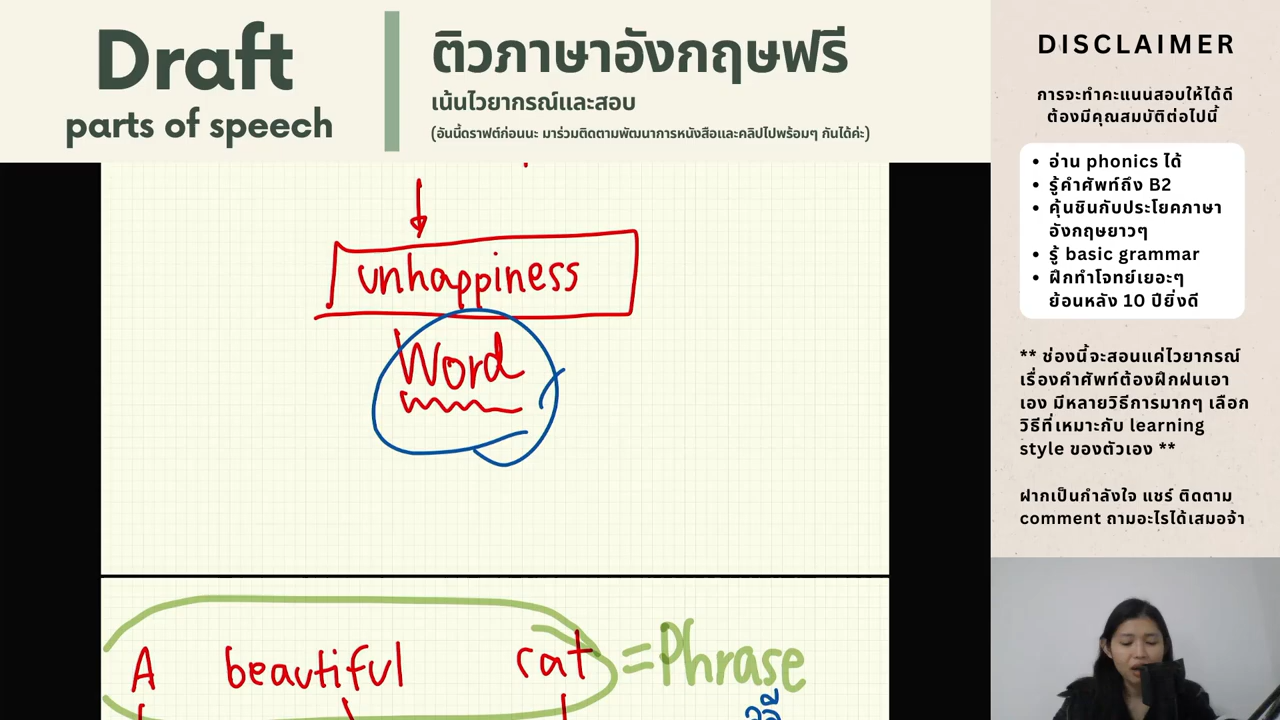 Draft
parts of speech
ติวภาษาอังกฤษฟรี
เน้นไวยากรณ์และสอบ
(อันนี้ดราฟต์ก่อนนะ มาร่วมติดตามพัฒนาการหนังสือและคลิปไปพร้อมๆ กันได้ค่ะ)
unhappiness
Word
A beautiful cat = Phrase
DISCLAIMER
การจะทำคะแนนสอบให้ได้ดี
ต้องมีคุณสมบัติต่อไปนี้
• อ่าน phonics ได้
• รู้คำศัพท์ถึง B2
• คุ้นชินกับประโยคภาษา
อังกฤษยาวๆ
• รู้ basic grammar
• ฝึกทำโจทย์เยอะๆ
ย้อนหลัง 10 ปียิ่งดี
** ช่องนี้จะสอนแค่ไวยากรณ์
เรื่องคำศัพท์ต้องฝึกฝนเอา
เอง มีหลายวิธีการมากๆ เลือก
วิธีที่เหมาะกับ learning
style ของตัวเอง **
ฝากเป็นกำลังใจ แชร์ ติดตาม
comment ถามอะไรได้เสมอจ้า